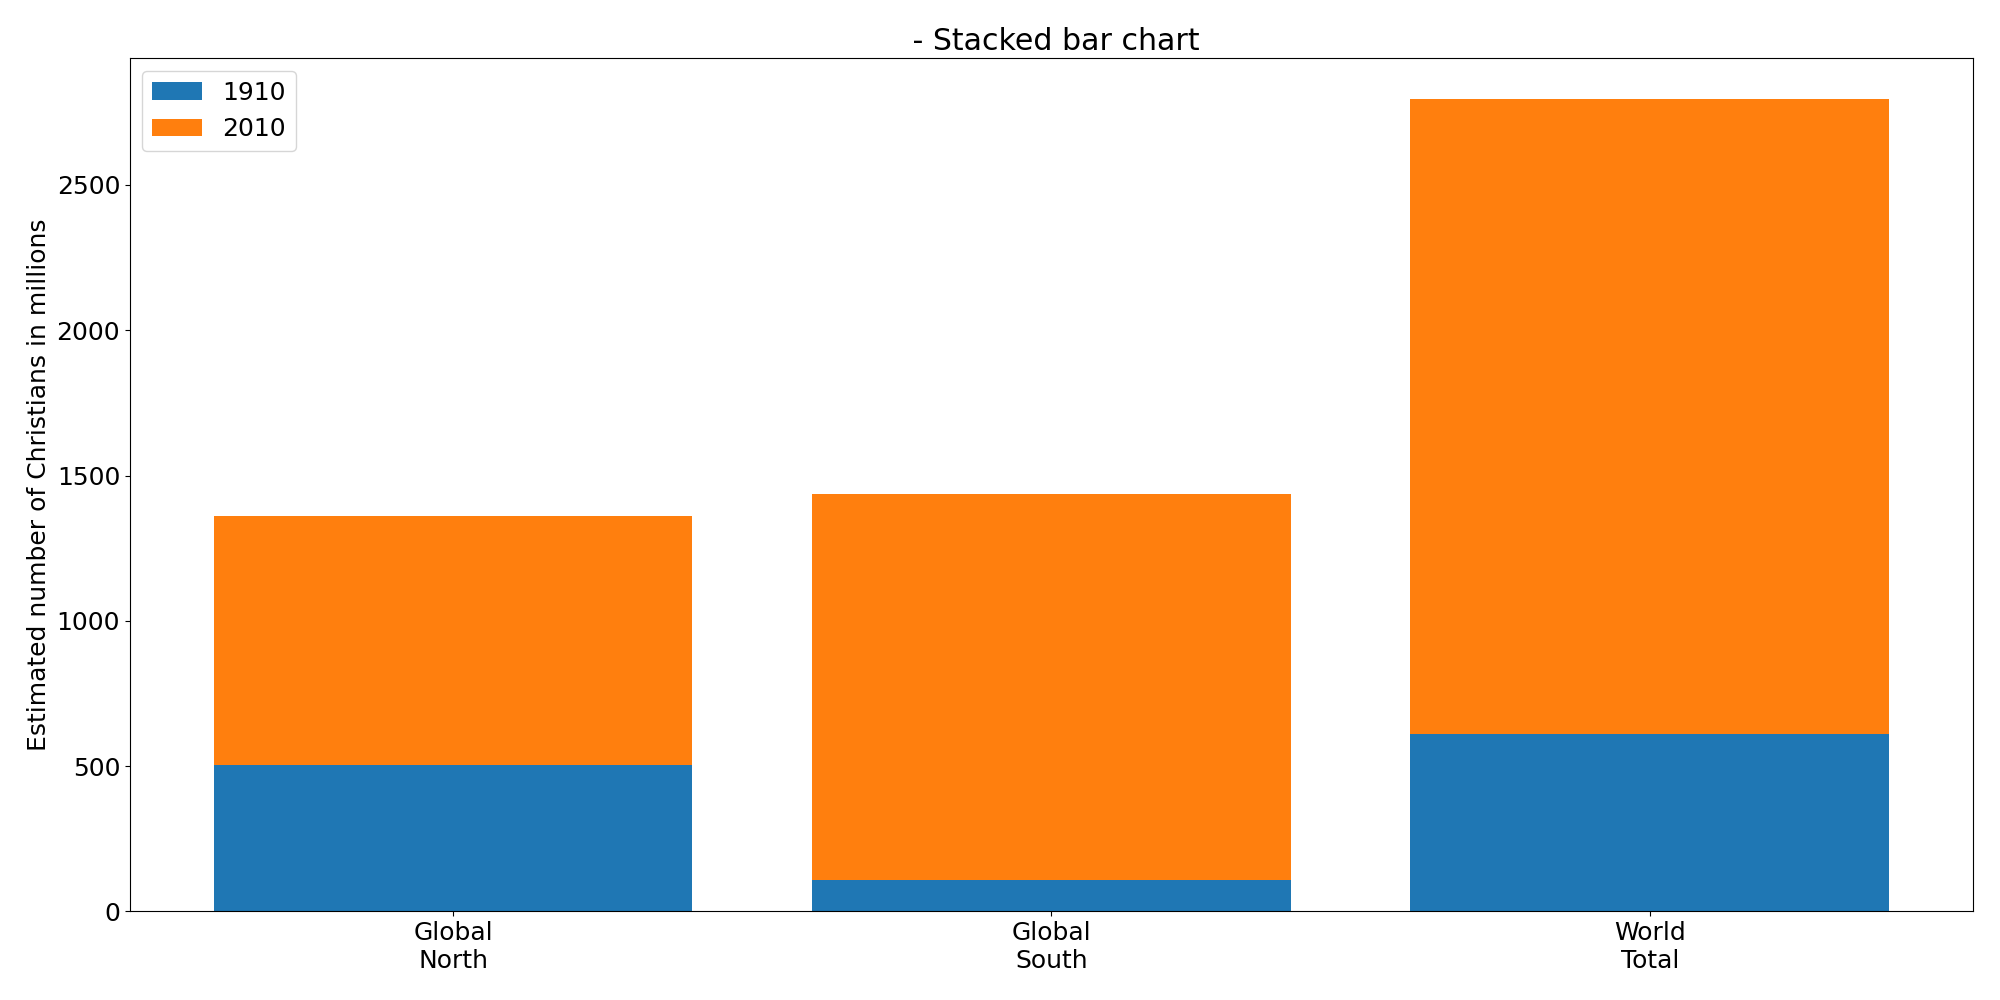 - Stacked bar chart
1910
2010
Estimated number of Christians in millions
2500
2000
1500
1000
500
0
Global
North
Global
South
World
Total